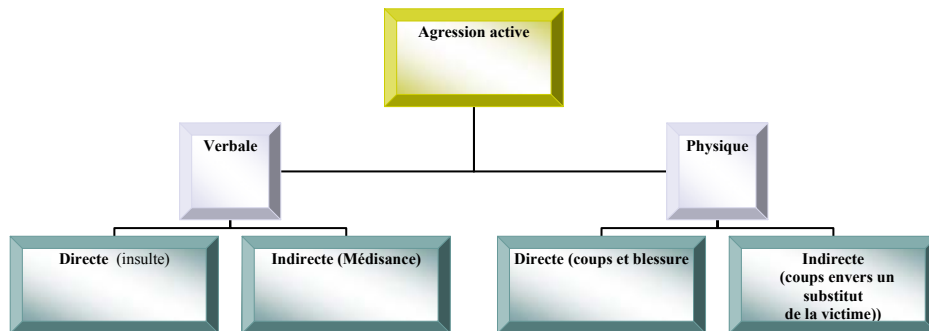 Agression active
Verbale
Physique
Directe (insulte)
Indirecte (Médisance)
Directe (coups et blessure
Indirecte
(coups envers un
substitut
de la victime))